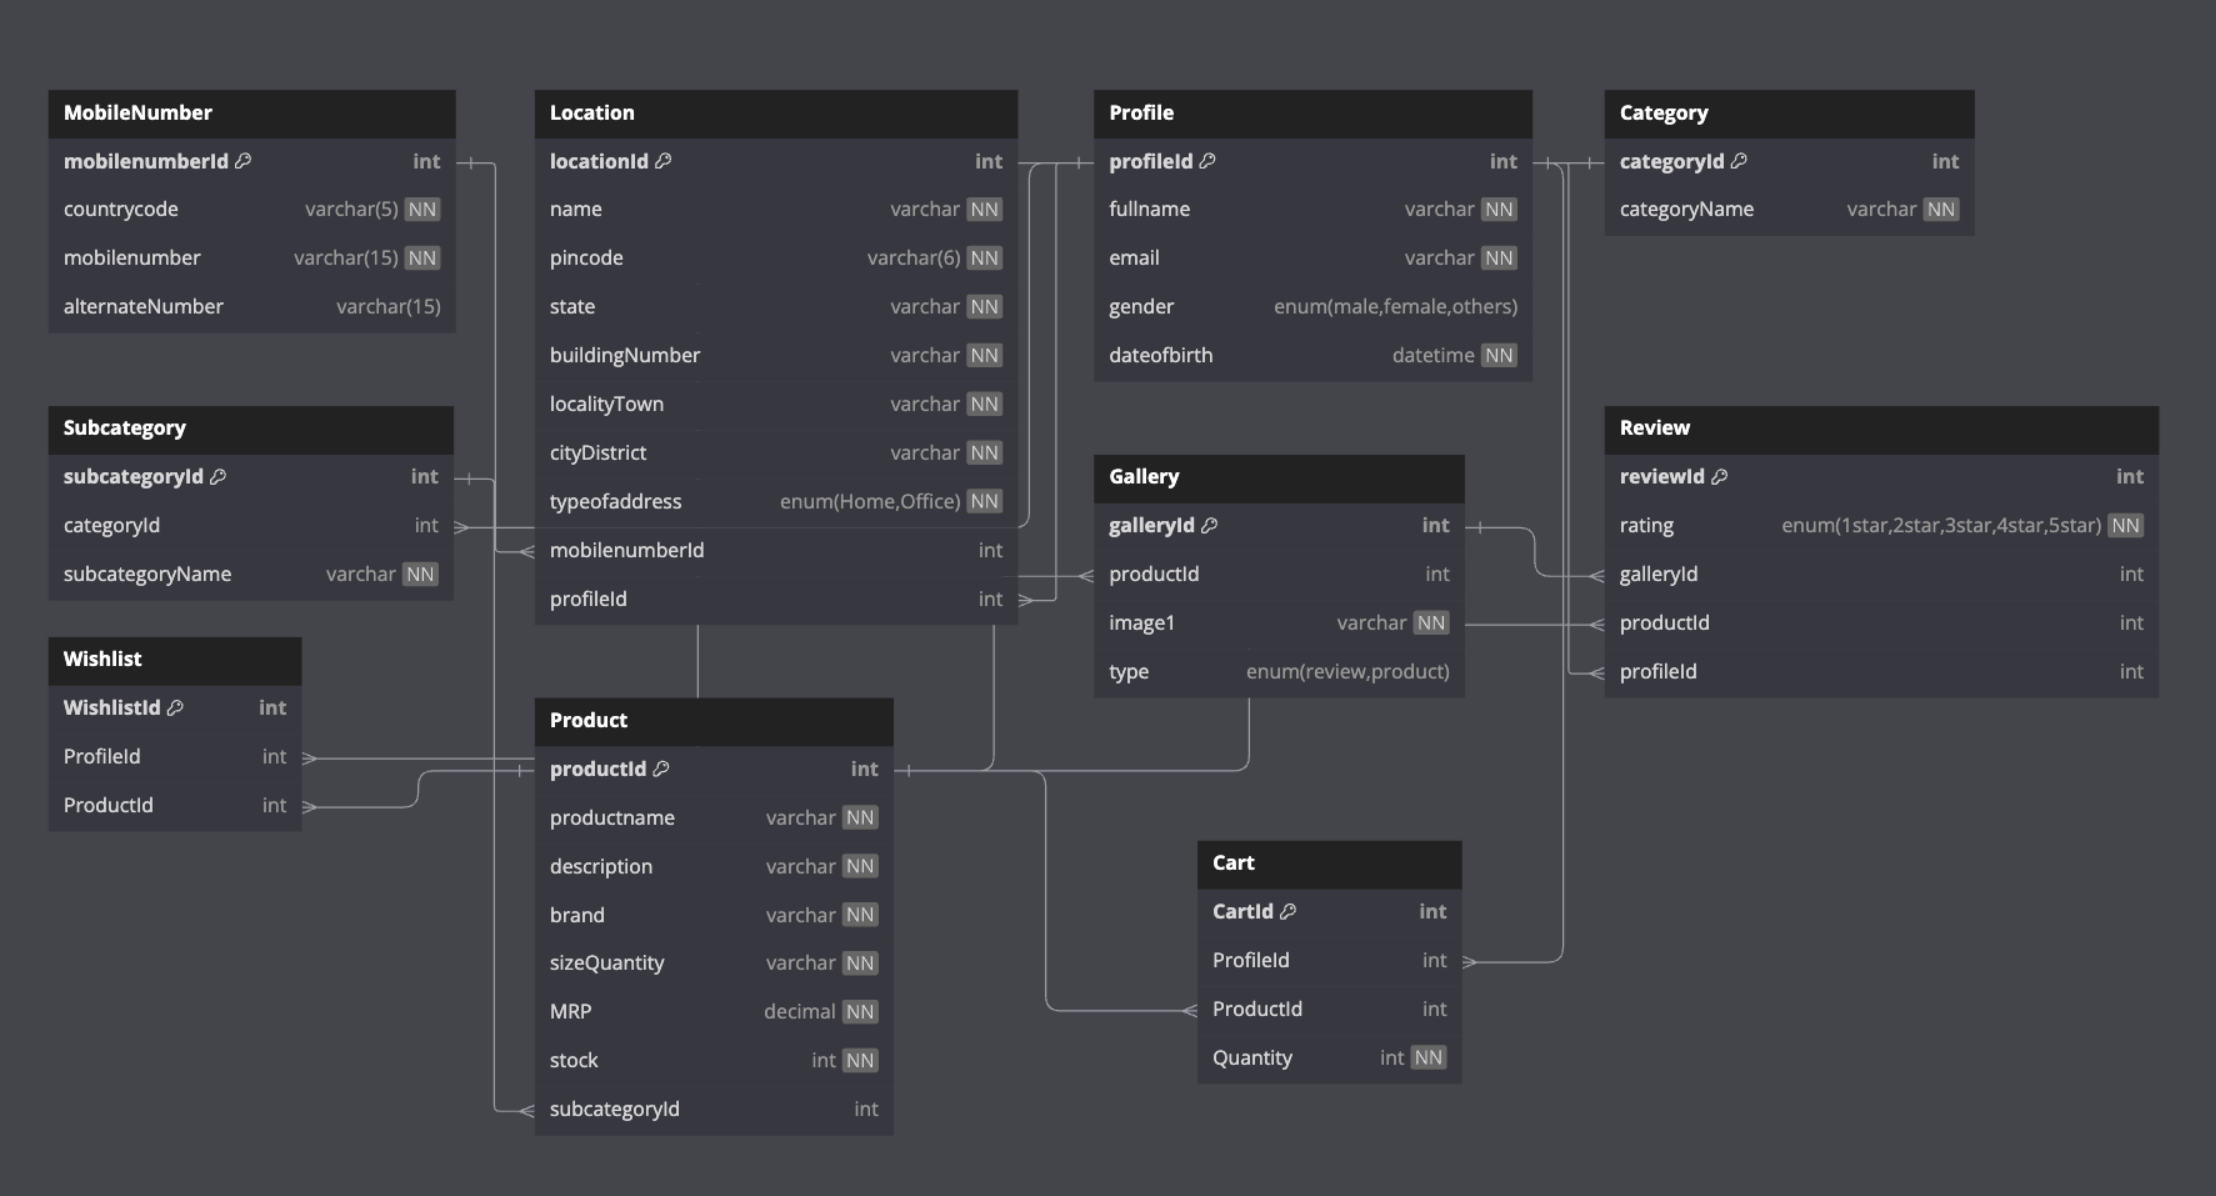 MobileNumber
mobilenumberId int
countrycode varchar(5) NN
mobilenumber varchar(15) NN
alternateNumber varchar(15)
Location
locationId int
name varchar NN
pincode varchar(6) NN
state varchar NN
buildingNumber varchar NN
localityTown varchar NN
cityDistrict varchar NN
typeofaddress enum(Home,Office) NN
mobilenumberId int
profileId int
Profile
profileId int
fullname varchar NN
email varchar NN
gender enum(male,female,others)
dateofbirth datetime NN
Category
categoryId int
categoryName varchar NN
Subcategory
subcategoryId int
categoryId int
subcategoryName varchar NN
Gallery
galleryId int
productId int
image1 varchar NN
type enum(review,product)
Review
reviewId int
rating enum(1star,2star,3star,4star,5star) NN
galleryId int
productId int
profileId int
Wishlist
WishlistId int
ProfileId int
ProductId int
Product
productId int
productname varchar NN
description varchar NN
brand varchar NN
sizeQuantity varchar NN
MRP decimal NN
stock int NN
subcategoryId int
Cart
CartId int
ProfileId int
ProductId int
Quantity int NN